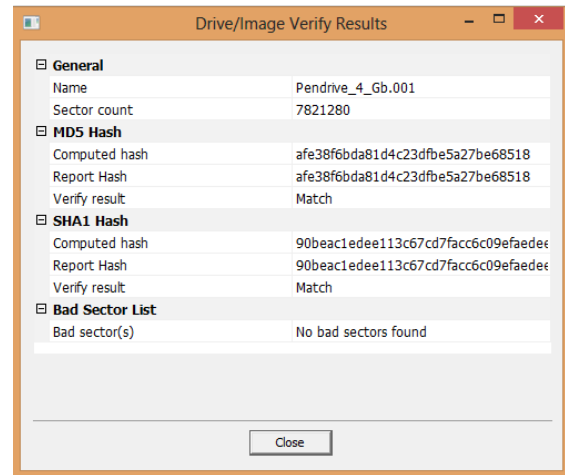 Drive/Image Verify Results
General
Name Pendrive_4_Gb.001
Sector count 7821280
MD5 Hash
Computed hash afe38f6bda81d4c23dfbe5a27be68518
Report Hash afe38f6bda81d4c23dfbe5a27be68518
Verify result Match
SHA1 Hash
Computed hash 90beac1edee113c67cd7facc6c09efaedee
Report Hash 90beac1edee113c67cd7facc6c09efaedee
Verify result Match
Bad Sector List
Bad sector(s) No bad sectors found
Close